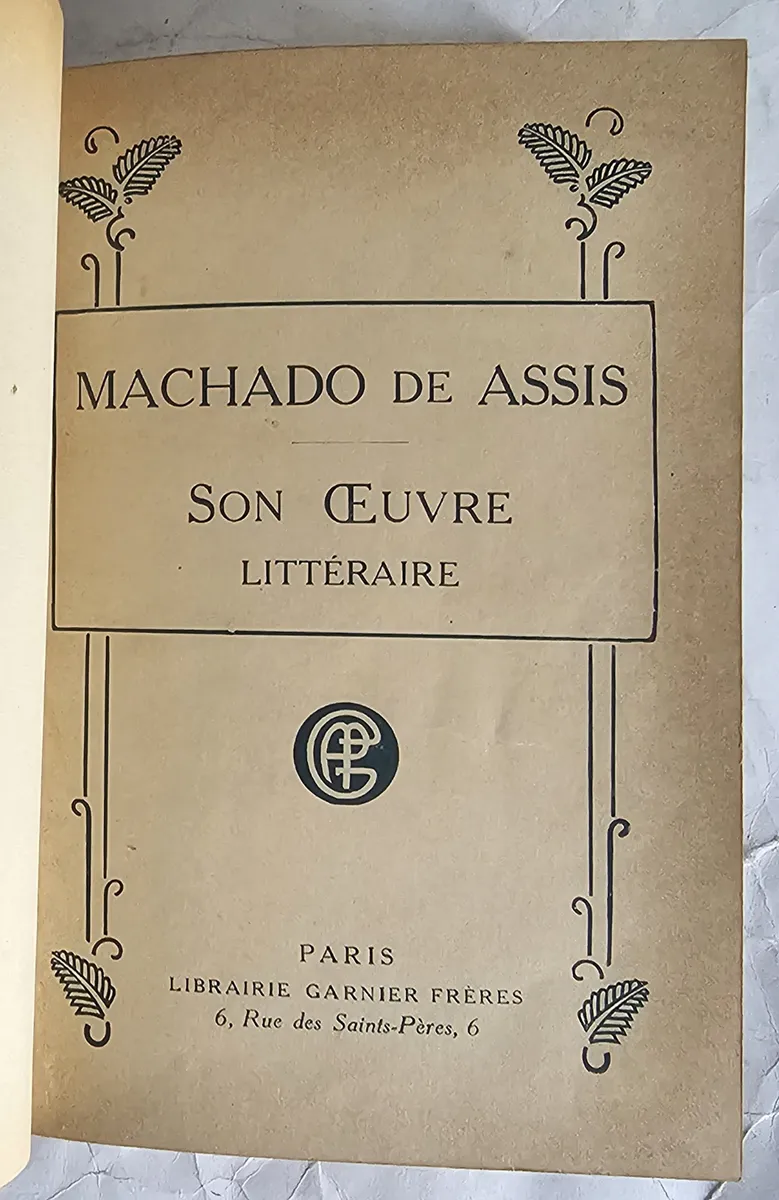 MACHADO DE ASSIS
SON ŒUVRE
LITTÉRAIRE
PARIS
LIBRAIRIE GARNIER FRÈRES
6, Rue des Saints-Pères, 6